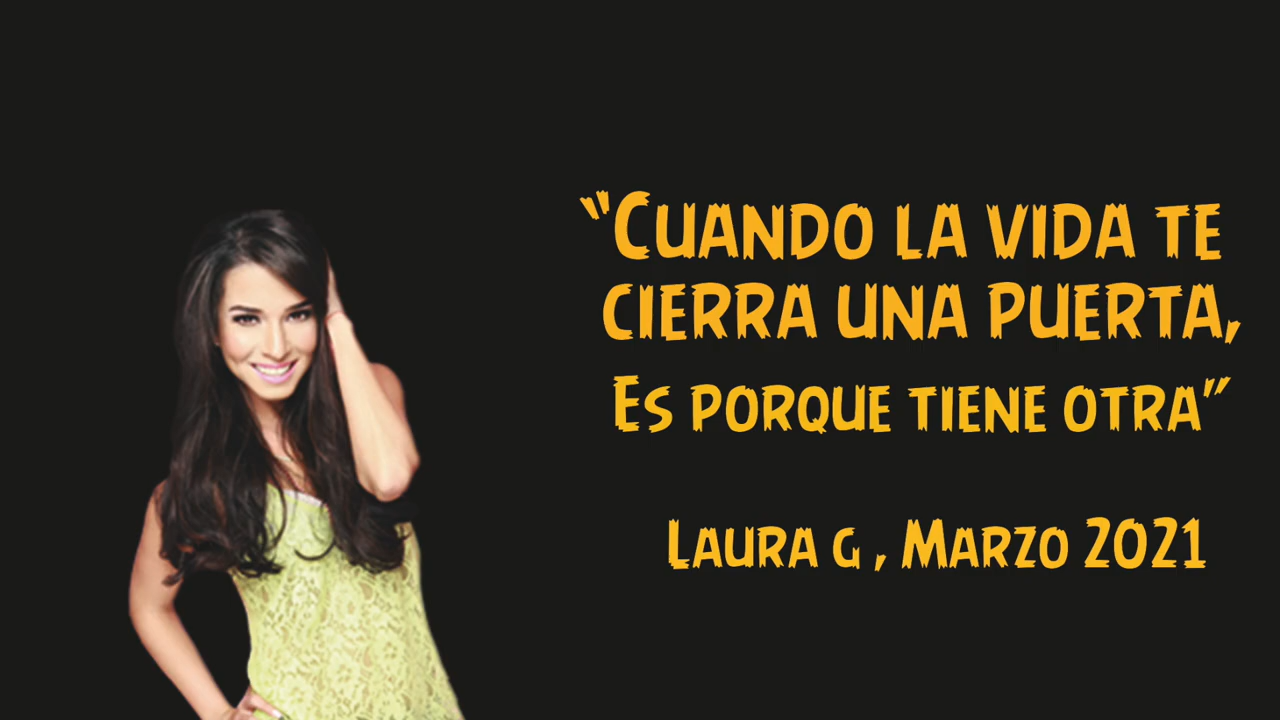 “Cuando la vida te
cierra una puerta,
Es porque tiene otra”
Laura G , Marzo 2021